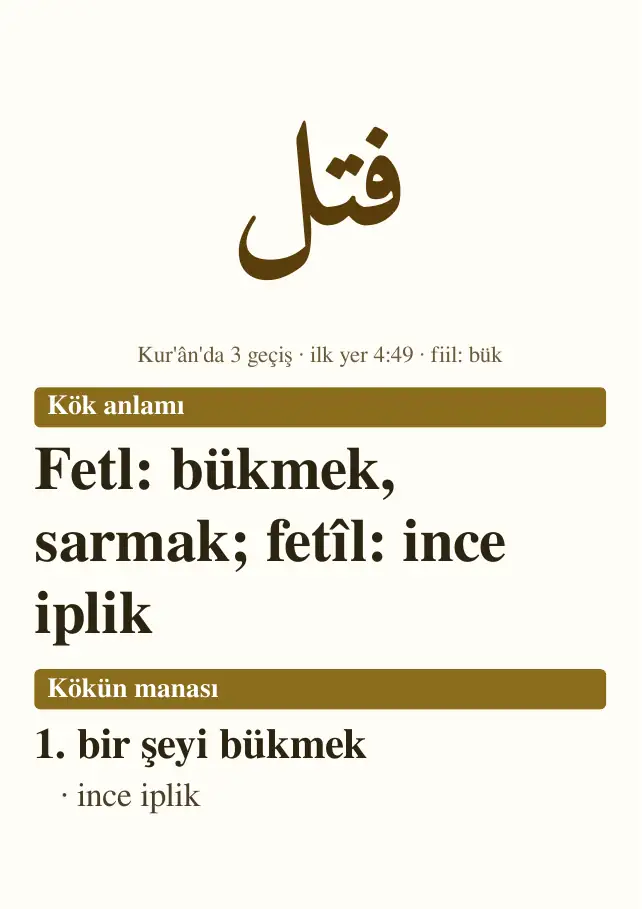 فتل
Kur'ân'da 3 geçiş · ilk yer 4:49 · fiil: bük
Kök anlamı
Fetl: bükmek,
sarmak; fetîl: ince
iplik
Kökün manası
1. bir şeyi bükmek
· ince iplik